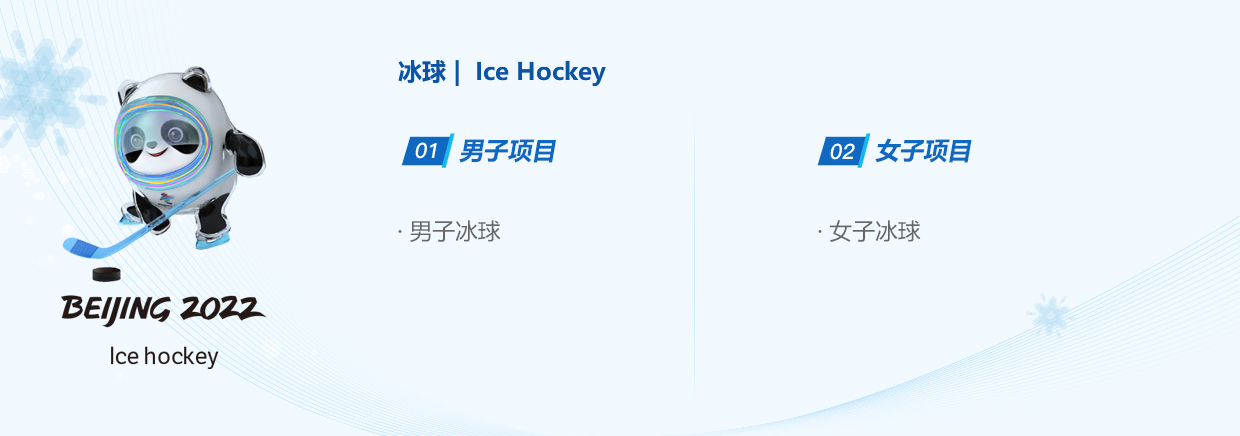 冰球 | Ice Hockey
01 男子项目
· 男子冰球
02 女子项目
· 女子冰球
BEIJING 2022
Ice hockey